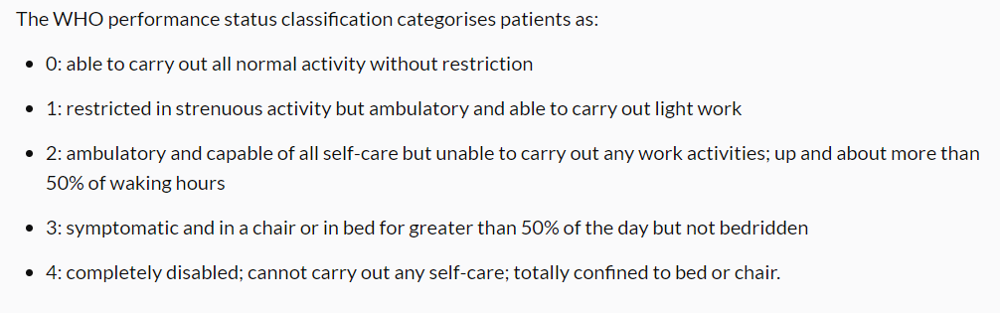 The WHO performance status classification categorises patients as:
• 0: able to carry out all normal activity without restriction
• 1: restricted in strenuous activity but ambulatory and able to carry out light work
• 2: ambulatory and capable of all self-care but unable to carry out any work activities; up and about more than
50% of waking hours
• 3: symptomatic and in a chair or in bed for greater than 50% of the day but not bedridden
• 4: completely disabled; cannot carry out any self-care; totally confined to bed or chair.